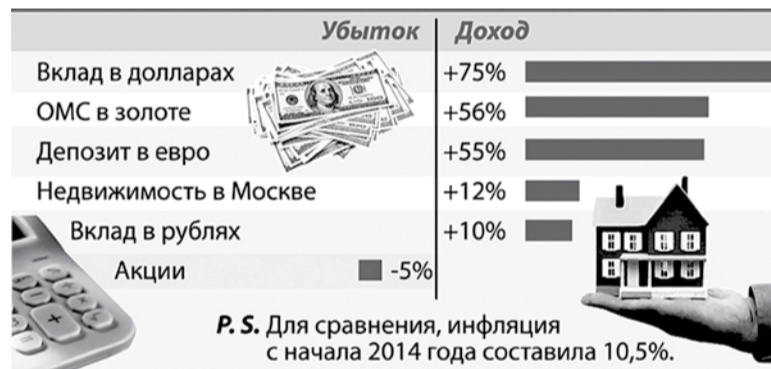 Убыток Доход
Вклад в долларах +75%
ОМС в золоте +56%
Депозит в евро +55%
Недвижимость в Москве +12%
Вклад в рублях +10%
Акции -5%
P. S. Для сравнения, инфляция
с начала 2014 года составила 10,5%.